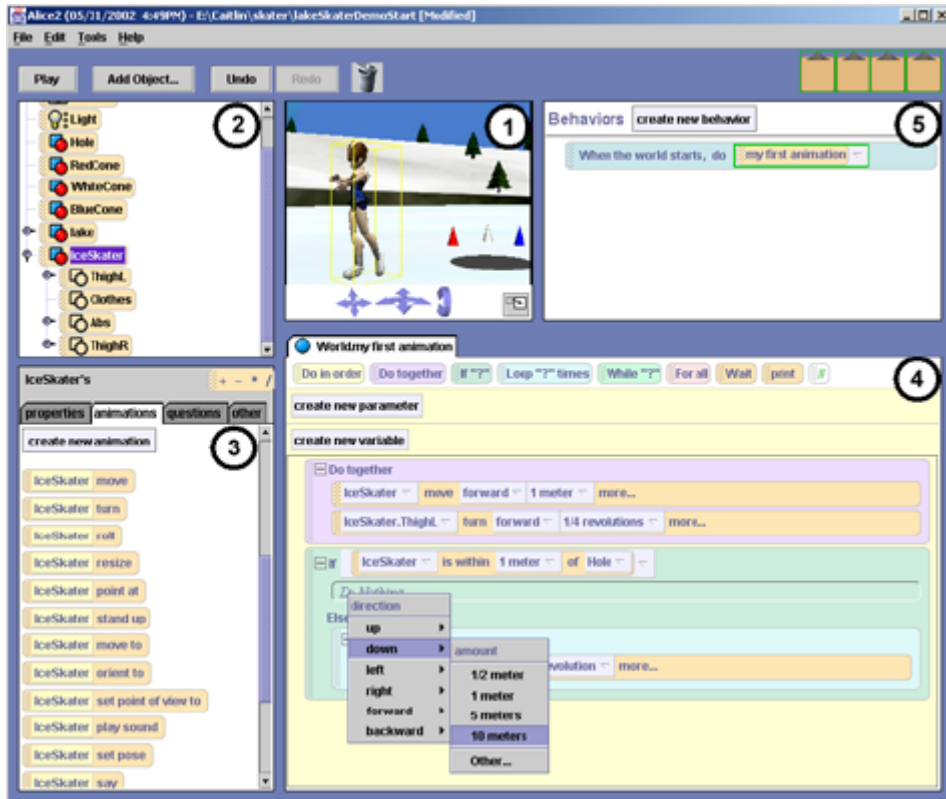 Alice2 (05/31/2002 4:49PM) - E:\Caitlin\skater\lakeSkaterDemoStart [Modified]
File Edit Tools Help
Play Add Object... Undo Redo
Light
Hole
RedCone
WhiteCone
BlueCone
lake
IceSkater
ThighL
Clothes
Abs
ThighR
2
1
Behaviors create new behavior
5
When the world starts, do my first animation
IceSkater's + - * /
properties animations questions other
create new animation
3
IceSkater move
IceSkater turn
IceSkater roll
IceSkater resize
IceSkater point at
IceSkater stand up
IceSkater move to
IceSkater orient to
IceSkater set point of view to
IceSkater play sound
IceSkater set pose
IceSkater say
World.my first animation
Do in order Do together If "?" Loop "?" times While "?" For all Wait print //
4
create new parameter
create new variable
Do together
IceSkater move forward 1 meter more...
IceSkater.ThighL turn forward 1/4 revolutions more...
If IceSkater is within 1 meter of Hole
Do Nothing
Else
revolution more...
direction
up
down
left
right
forward
backward
amount
1/2 meter
1 meter
5 meters
10 meters
Other...